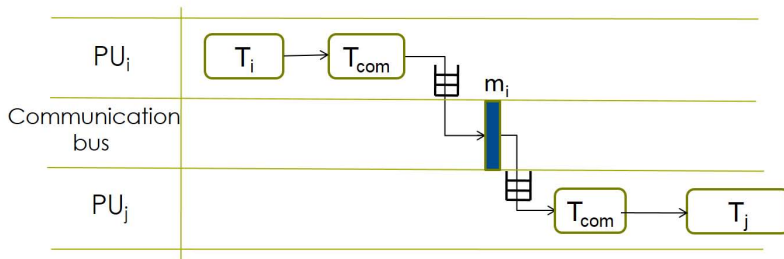 PUi
Ti
Tcom
mi
Communication
bus
PUj
Tcom
Tj